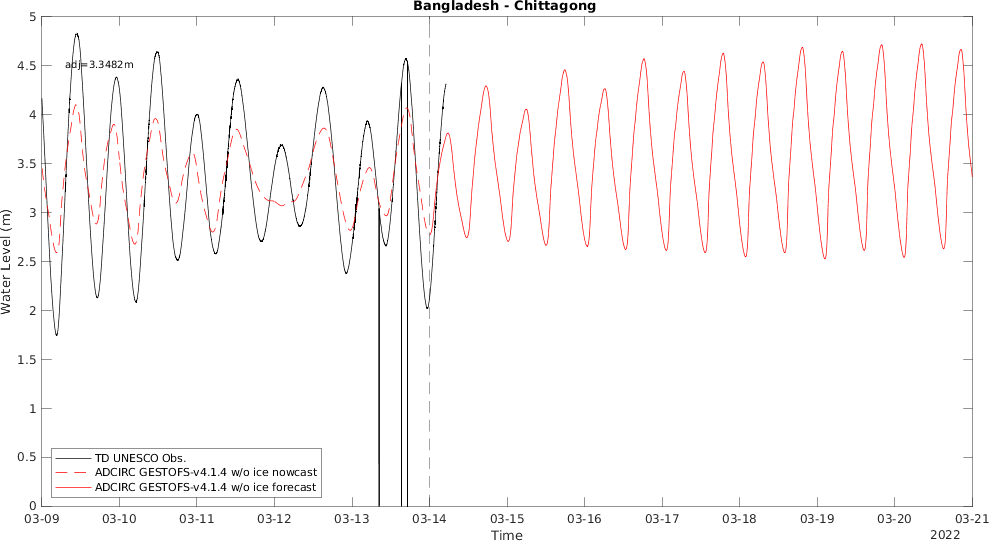 Bangladesh - Chittagong
adj=3.3482m
Water Level (m)
5
4.5
4
3.5
3
2.5
2
1.5
1
0.5
0
TD UNESCO Obs.
ADCIRC GESTOFS-v4.1.4 w/o ice nowcast
ADCIRC GESTOFS-v4.1.4 w/o ice forecast
03-09 03-10 03-11 03-12 03-13 03-14 03-15 03-16 03-17 03-18 03-19 03-20 03-21
Time
2022